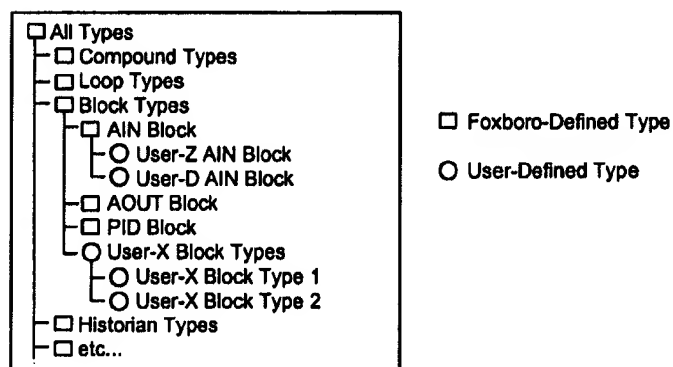 All Types
Compound Types
Loop Types
Block Types
AIN Block
User-Z AIN Block
User-D AIN Block
AOUT Block
PID Block
User-X Block Types
User-X Block Type 1
User-X Block Type 2
Historian Types
etc...
Foxboro-Defined Type
User-Defined Type